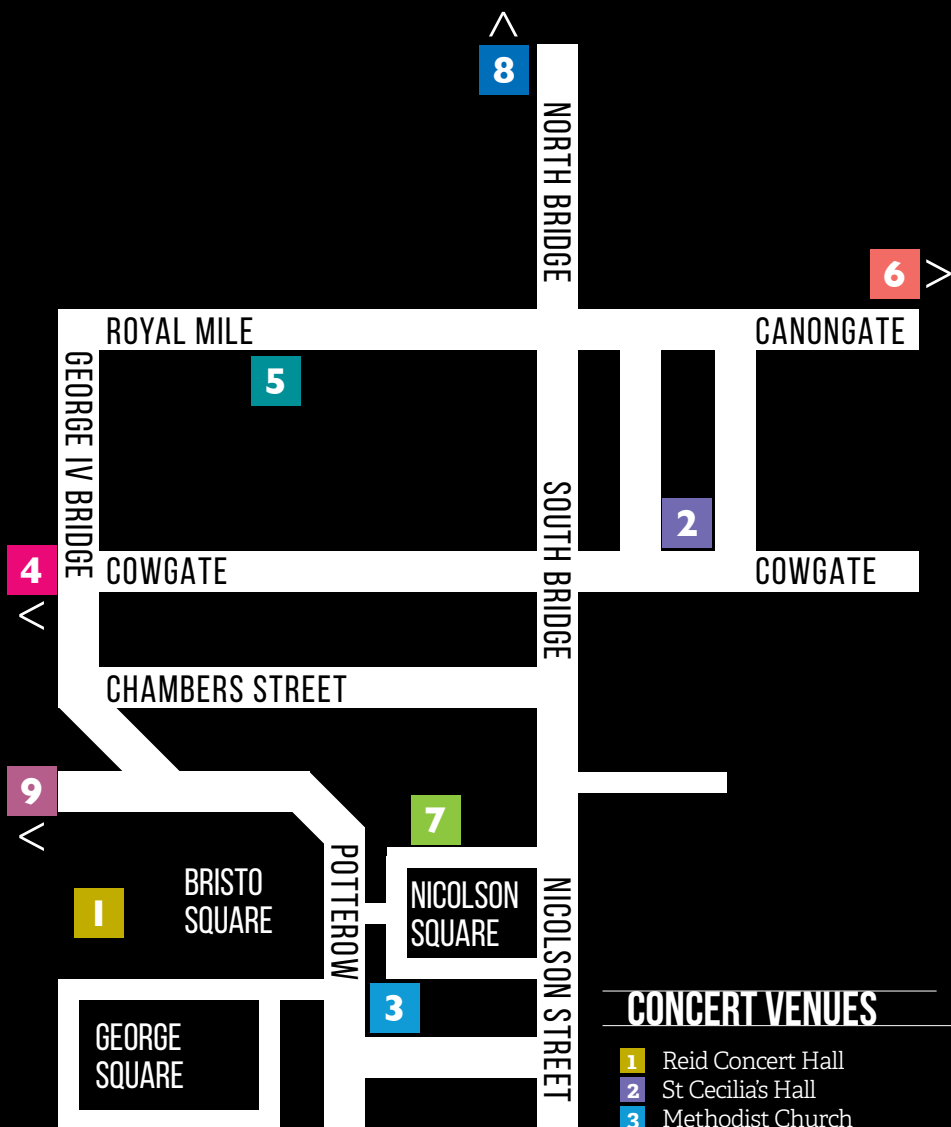 8
NORTH BRIDGE
6
ROYAL MILE
CANONGATE
5
GEORGE IV BRIDGE
SOUTH BRIDGE
2
4
COWGATE
COWGATE
CHAMBERS STREET
9
7
POTTEROW
BRISTO
SQUARE
1
NICOLSON
SQUARE
NICOLSON STREET
3
GEORGE
SQUARE
CONCERT VENUES
1 Reid Concert Hall
2 St Cecilia's Hall
3 Methodist Church